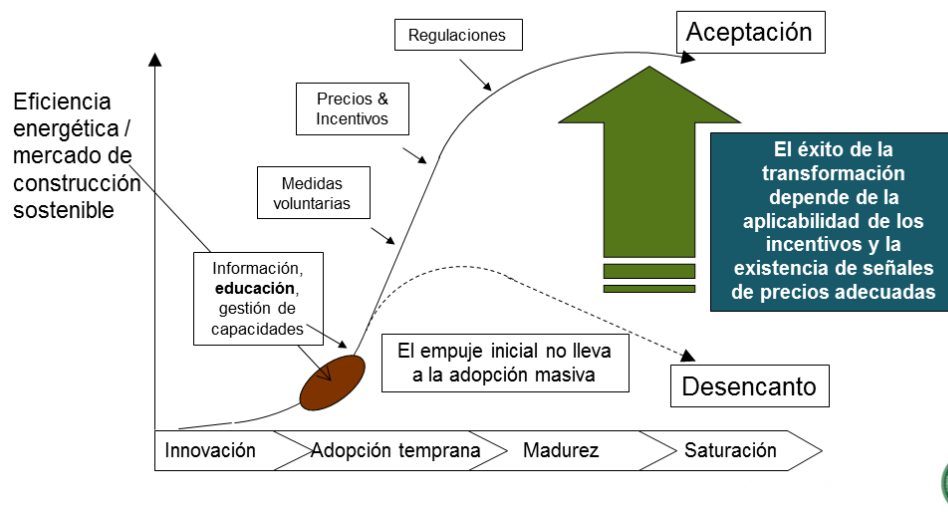 Regulaciones
Aceptación
Eficiencia
energética /
mercado de
construcción
sostenible
Precios &
Incentivos
Medidas
voluntarias
Información,
educación,
gestión de
capacidades
El éxito de la
transformación
depende de la
aplicabilidad de los
incentivos y la
existencia de señales
de precios adecuadas
El empuje inicial no lleva
a la adopción masiva
Desencanto
Innovación
Adopción temprana
Madurez
Saturación